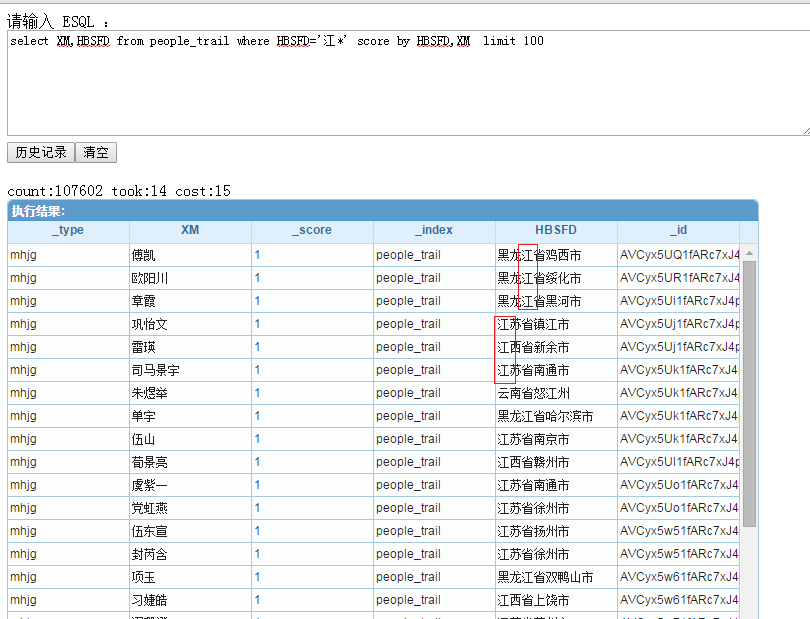 请输入 ESQL ：
select XM,HBSFD from people_trail where HBSFD='江*' score by HBSFD,XM limit 100
历史记录 清空
count:107602 took:14 cost:15
执行结果:
_type XM _score _index HBSFD _id
mhjg 傅凯 1 people_trail 黑龙江省鸡西市 AVCyx5UQ1fARc7xJ4
mhjg 欧阳川 1 people_trail 黑龙江省绥化市 AVCyx5UR1fARc7xJ4
mhjg 章霞 1 people_trail 黑龙江省黑河市 AVCyx5Ui1fARc7xJ4p
mhjg 巩怡文 1 people_trail 江苏省镇江市 AVCyx5Uj1fARc7xJ4p
mhjg 雷瑛 1 people_trail 江西省新余市 AVCyx5Uj1fARc7xJ4p
mhjg 司马景宇 1 people_trail 江苏省南通市 AVCyx5Uk1fARc7xJ4
mhjg 朱煜举 1 people_trail 云南省怒江州 AVCyx5Uk1fARc7xJ4
mhjg 单宇 1 people_trail 黑龙江省哈尔滨市 AVCyx5Uk1fARc7xJ4
mhjg 伍山 1 people_trail 江苏省南京市 AVCyx5Uk1fARc7xJ4
mhjg 荀景亮 1 people_trail 江西省赣州市 AVCyx5Ul1fARc7xJ4p
mhjg 虞紫一 1 people_trail 江苏省南通市 AVCyx5Uo1fARc7xJ4
mhjg 党虹燕 1 people_trail 江苏省徐州市 AVCyx5Uo1fARc7xJ4
mhjg 伍东宣 1 people_trail 江苏省扬州市 AVCyx5w51fARc7xJ4
mhjg 封芮含 1 people_trail 江苏省徐州市 AVCyx5w51fARc7xJ4
mhjg 项玉 1 people_trail 黑龙江省双鸭山市 AVCyx5w61fARc7xJ4
mhjg 习婕皓 1 people_trail 江西省上饶市 AVCyx5w61fARc7xJ4